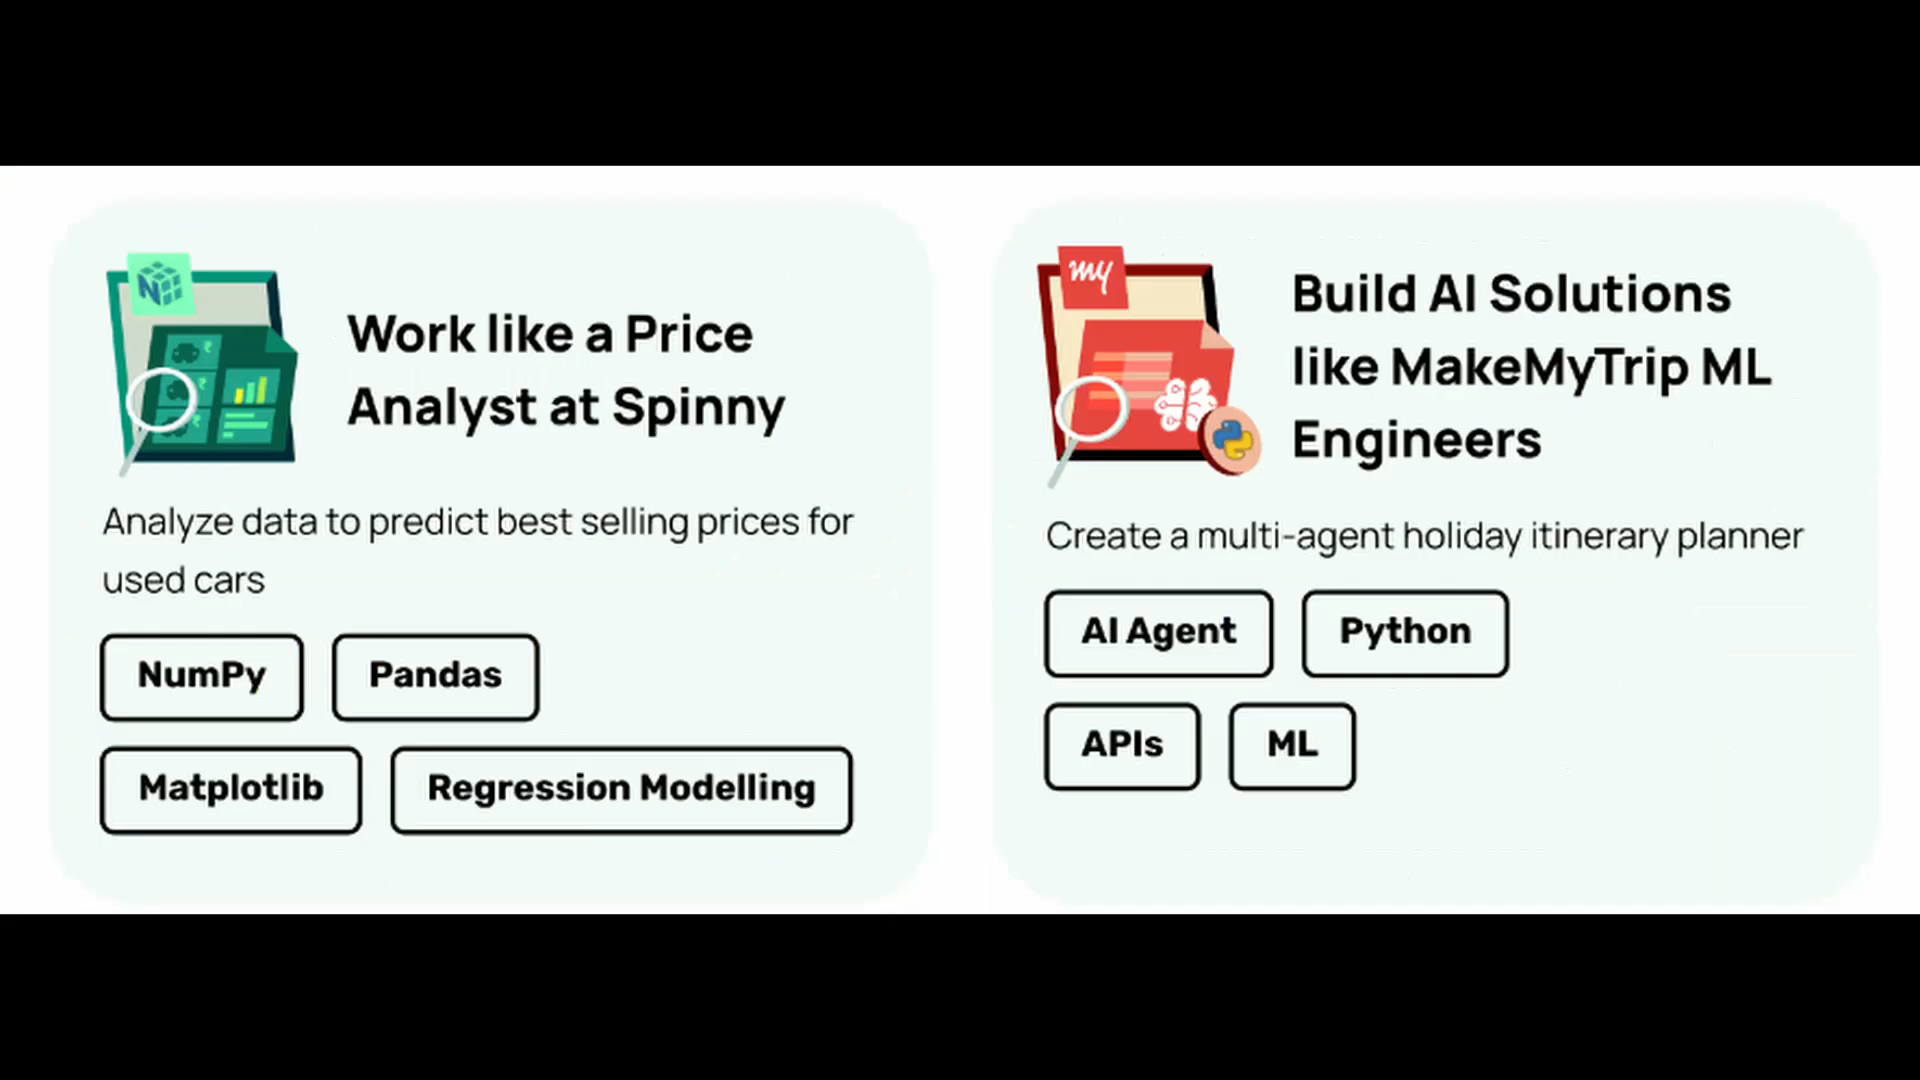 Work like a Price
Analyst at Spinny
Analyze data to predict best selling prices for
used cars
NumPy
Pandas
Matplotlib
Regression Modelling
my
Build AI Solutions
like MakeMyTrip ML
Engineers
Create a multi-agent holiday itinerary planner
AI Agent
Python
APIs
ML